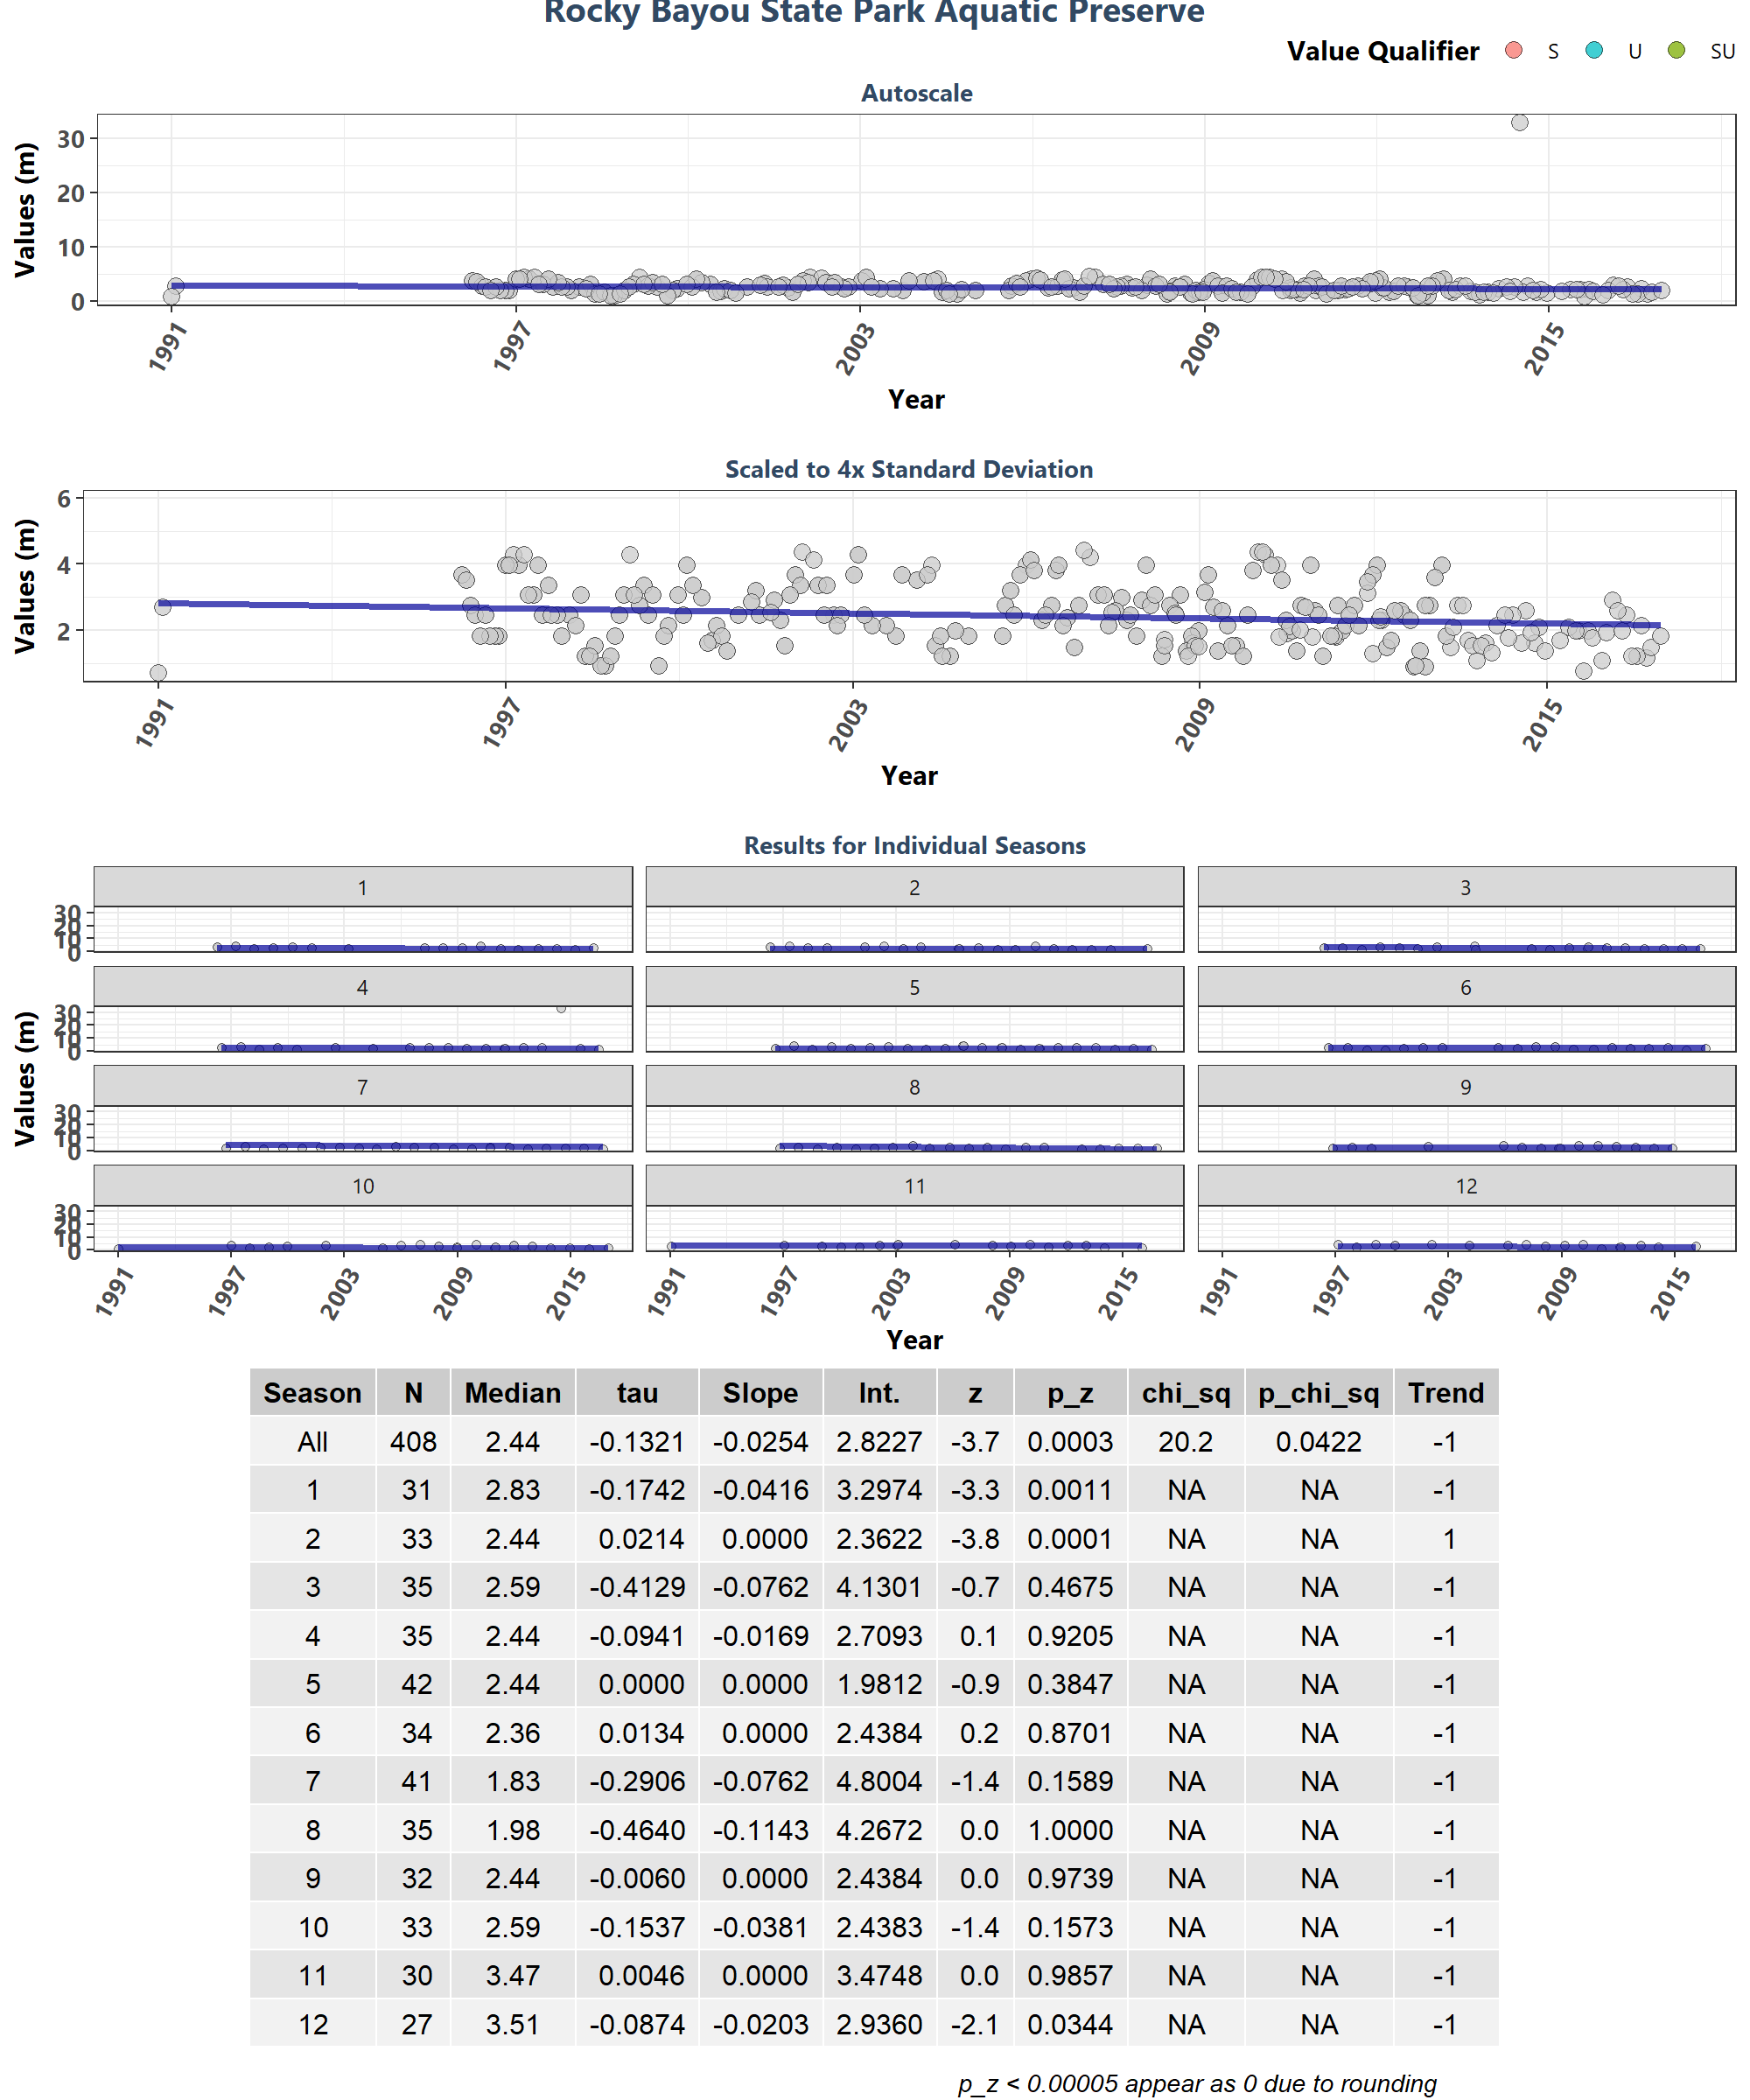 Rocky Bayou State Park Aquatic Preserve
Value Qualifier S U SU
Autoscale
Values (m)
30
20
10
0
1991 1997 2003 2009 2015
Year
Scaled to 4x Standard Deviation
Values (m)
6
4
2
1991 1997 2003 2009 2015
Year
Results for Individual Seasons
Values (m)
1 2 3
30
20
10
0
4 5 6
30
20
10
0
7 8 9
30
20
10
0
10 11 12
30
20
10
0
1991 1997 2003 2009 2015 1991 1997 2003 2009 2015 1991 1997 2003 2009 2015
Year
Season N Median tau Slope Int. z p_z chi_sq p_chi_sq Trend
All 408 2.44 -0.1321 -0.0254 2.8227 -3.7 0.0003 20.2 0.0422 -1
1 31 2.83 -0.1742 -0.0416 3.2974 -3.3 0.0011 NA NA -1
2 33 2.44 0.0214 0.0000 2.3622 -3.8 0.0001 NA NA 1
3 35 2.59 -0.4129 -0.0762 4.1301 -0.7 0.4675 NA NA -1
4 35 2.44 -0.0941 -0.0169 2.7093 0.1 0.9205 NA NA -1
5 42 2.44 0.0000 0.0000 1.9812 -0.9 0.3847 NA NA -1
6 34 2.36 0.0134 0.0000 2.4384 0.2 0.8701 NA NA -1
7 41 1.83 -0.2906 -0.0762 4.8004 -1.4 0.1589 NA NA -1
8 35 1.98 -0.4640 -0.1143 4.2672 0.0 1.0000 NA NA -1
9 32 2.44 -0.0060 0.0000 2.4384 0.0 0.9739 NA NA -1
10 33 2.59 -0.1537 -0.0381 2.4383 -1.4 0.1573 NA NA -1
11 30 3.47 0.0046 0.0000 3.4748 0.0 0.9857 NA NA -1
12 27 3.51 -0.0874 -0.0203 2.9360 -2.1 0.0344 NA NA -1
p_z < 0.00005 appear as 0 due to rounding